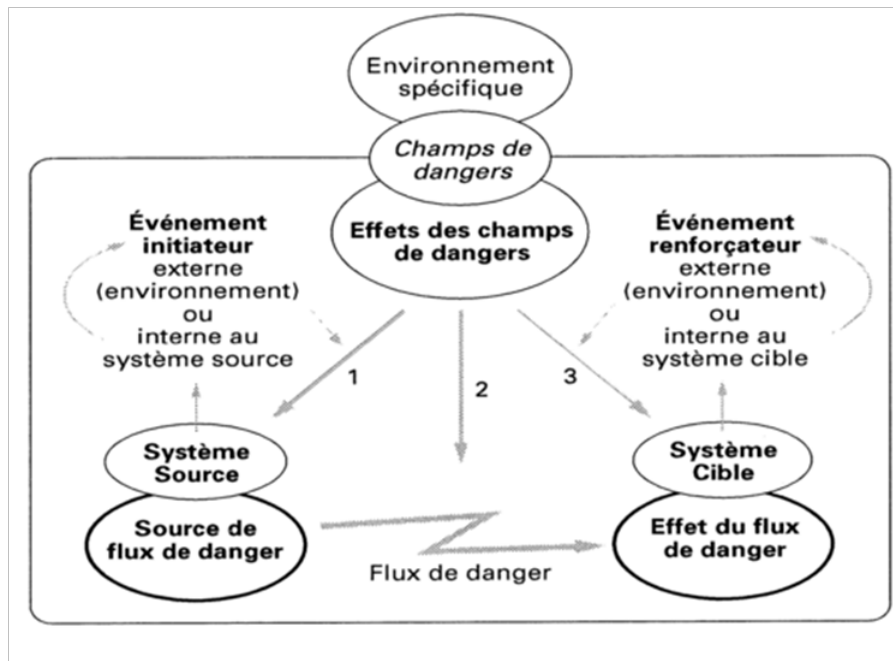 Environnement
spécifique
Champs de
dangers
Effets des champs
de dangers
Événement
initiateur
externe
(environnement)
ou
interne au
système source
Événement
renforçateur
externe
(environnement)
ou
interne au
système cible
1
2
3
Système
Source
Source de
flux de danger
Flux de danger
Système
Cible
Effet du flux
de danger